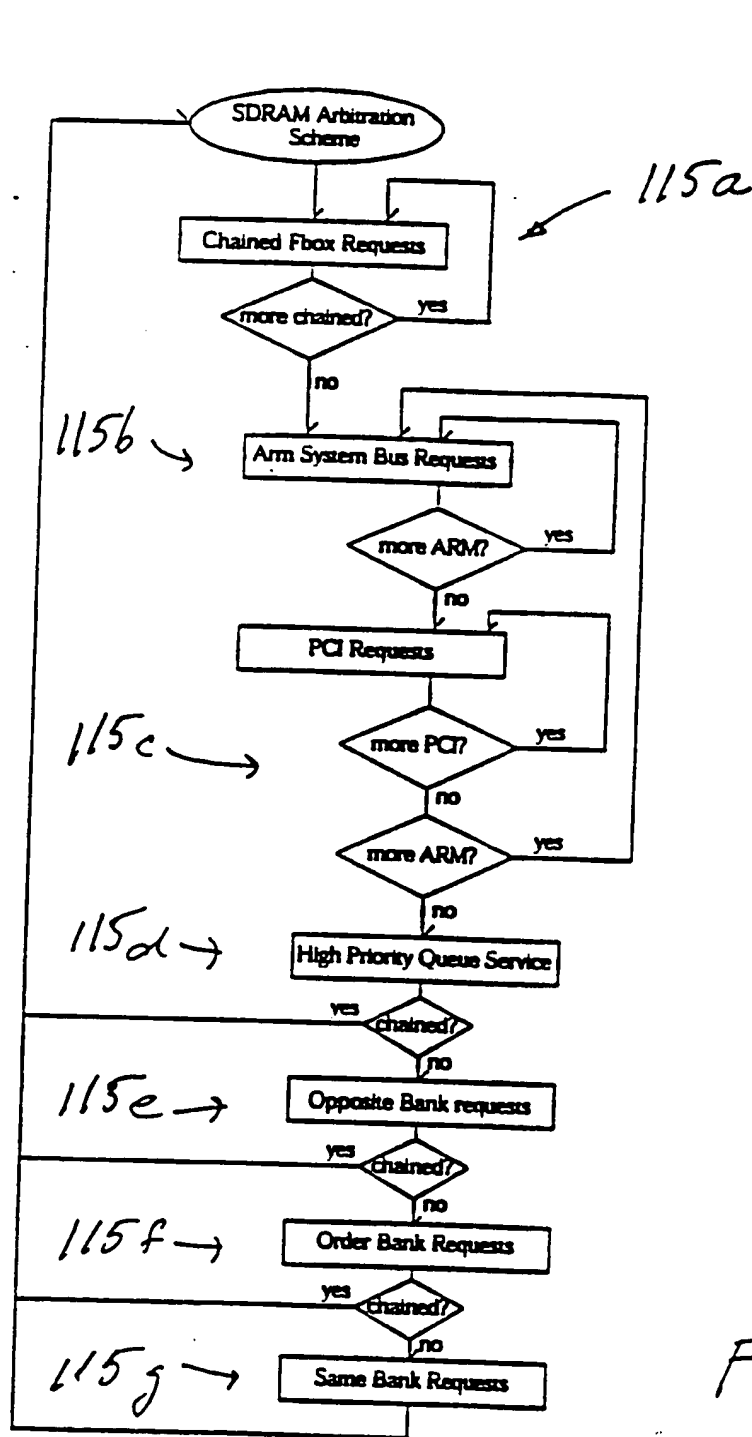 SDRAM Arbitration
Scheme
115a
Chained Fbox Requests
more chained?
yes
no
115b
Arm System Bus Requests
more ARM?
yes
no
PCI Requests
115c
more PCI?
yes
no
more ARM?
yes
no
115d
High Priority Queue Service
yes
chained?
no
115e
Opposite Bank requests
yes
chained?
no
115f
Order Bank Requests
yes
chained?
no
115g
Same Bank Requests
F